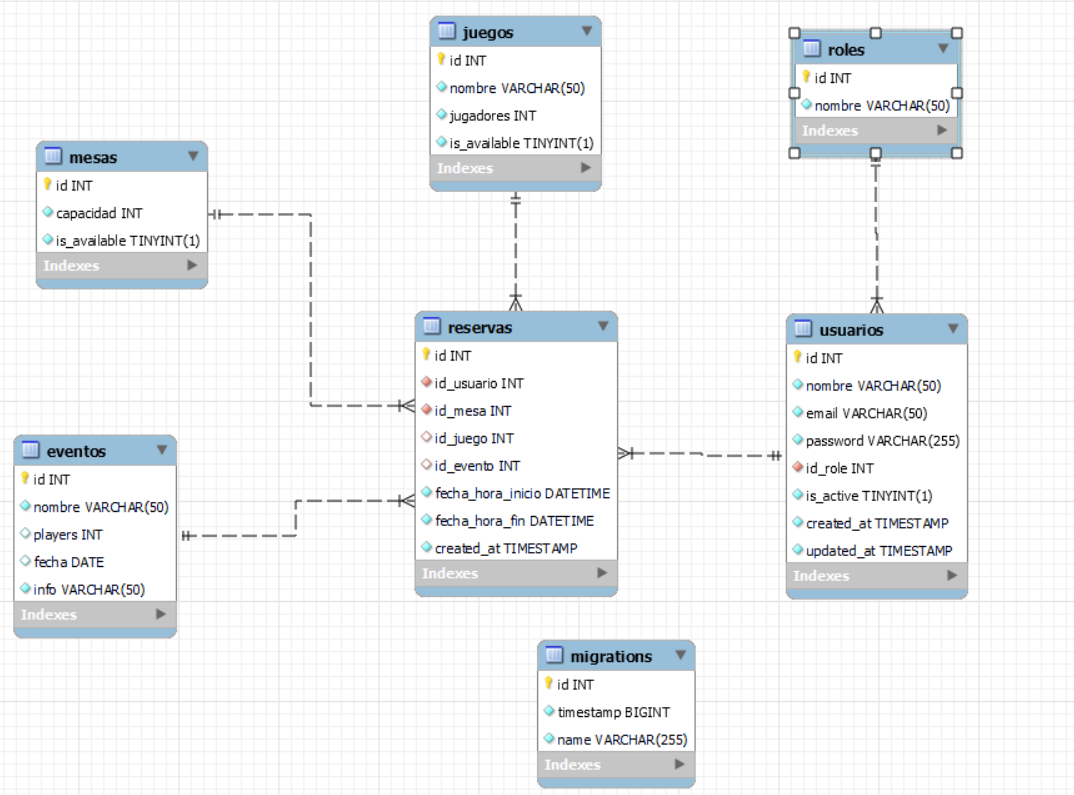 juegos
id INT
nombre VARCHAR(50)
jugadores INT
is_available TINYINT(1)
Indexes
roles
id INT
nombre VARCHAR(50)
Indexes
mesas
id INT
capacidad INT
is_available TINYINT(1)
Indexes
reservas
id INT
id_usuario INT
id_mesa INT
id_juego INT
id_evento INT
fecha_hora_inicio DATETIME
fecha_hora_fin DATETIME
created_at TIMESTAMP
Indexes
usuarios
id INT
nombre VARCHAR(50)
email VARCHAR(50)
password VARCHAR(255)
id_role INT
is_active TINYINT(1)
created_at TIMESTAMP
updated_at TIMESTAMP
Indexes
eventos
id INT
nombre VARCHAR(50)
players INT
fecha DATE
info VARCHAR(50)
Indexes
migrations
id INT
timestamp BIGINT
name VARCHAR(255)
Indexes